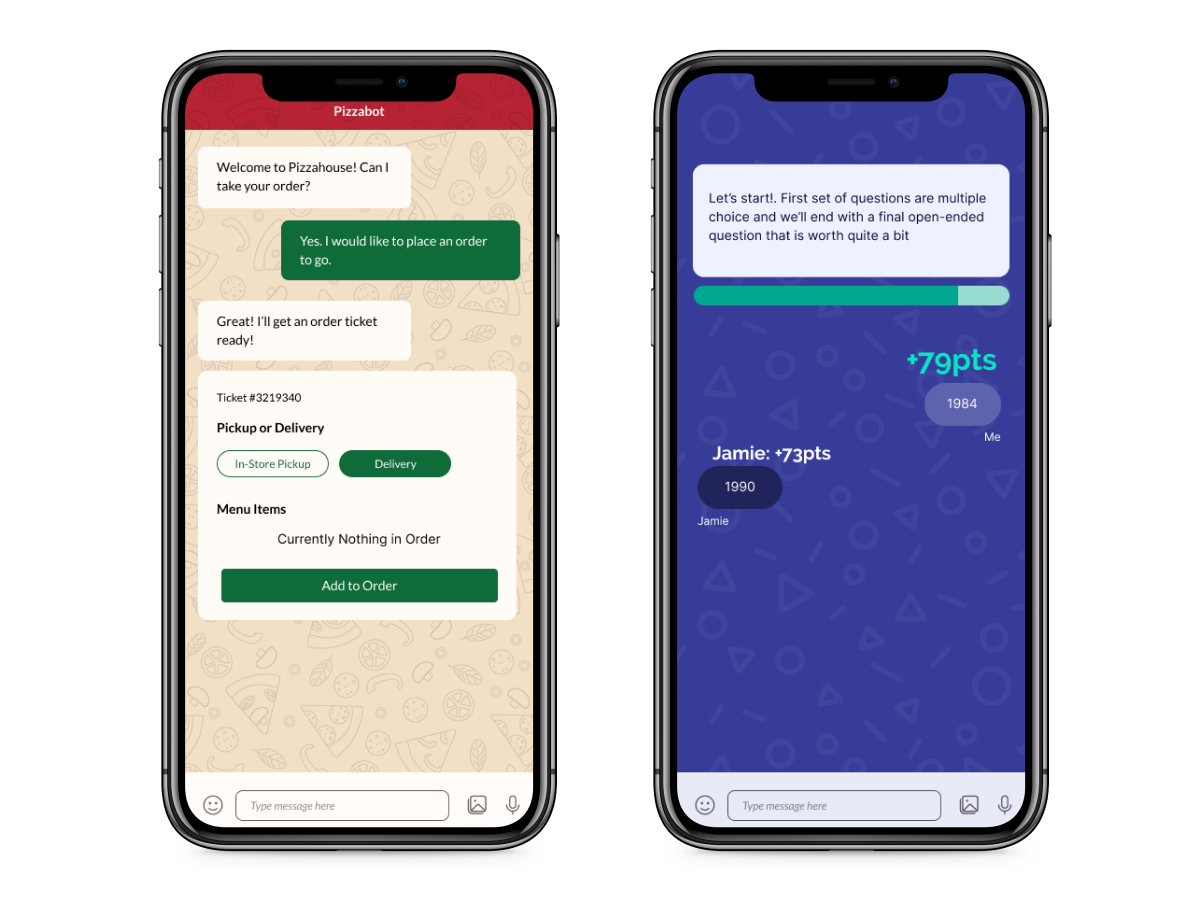 Pizzabot
Welcome to Pizzahouse! Can I
take your order?
Yes. I would like to place an order
to go.
Great! I'll get an order ticket
ready!
Ticket #3219340
Pickup or Delivery
In-Store Pickup
Delivery
Menu Items
Currently Nothing in Order
Add to Order
Type message here
Let's start!. First set of questions are multiple
choice and we'll end with a final open-ended
question that is worth quite a bit
+79pts
1984
Me
Jamie: +73pts
1990
Jamie
Type message here